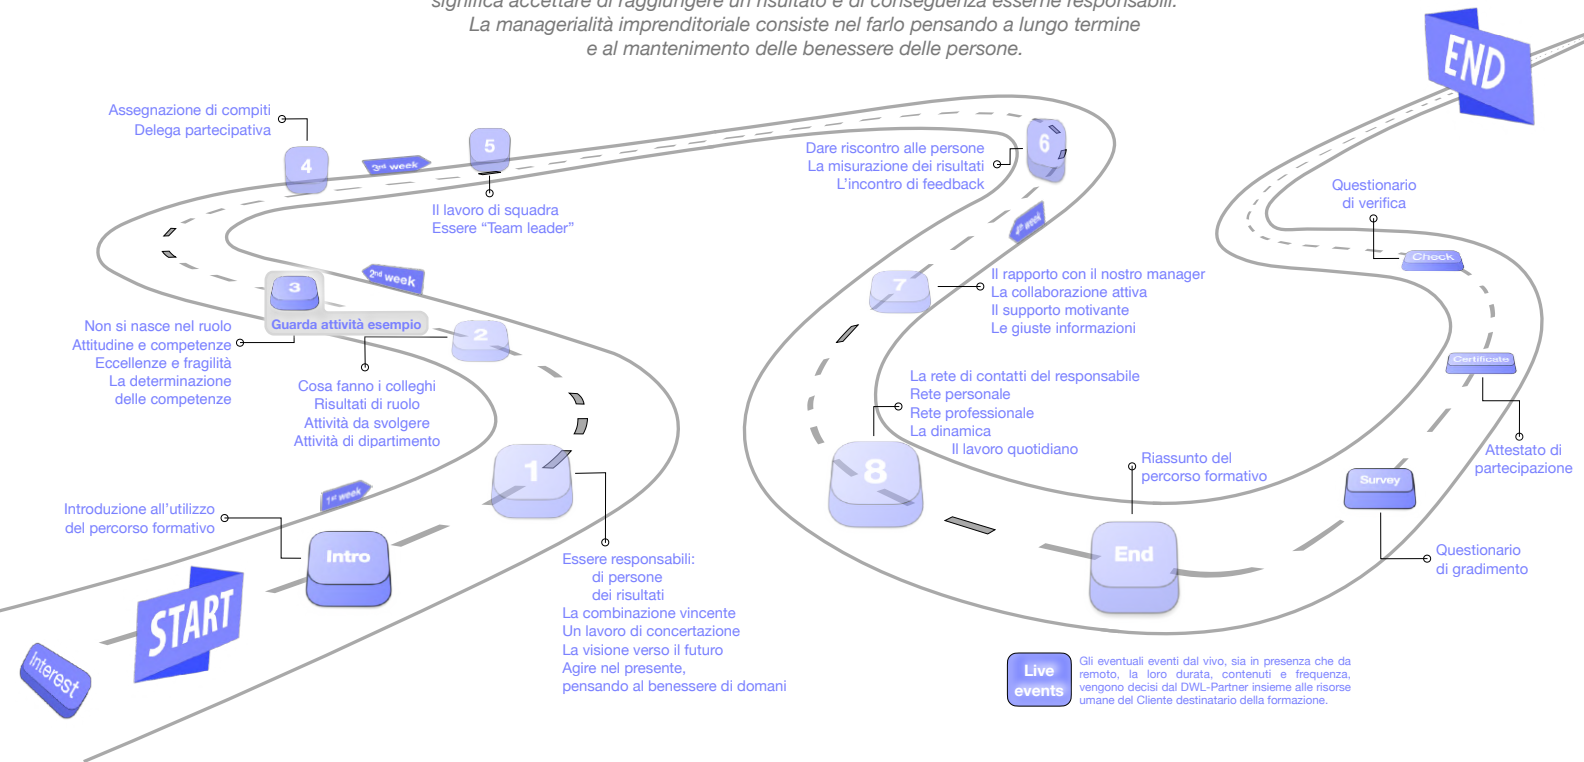 significa accettare di raggiungere un risultato e di conseguenza esserne responsabili.
La managerialità imprenditoriale consiste nel farlo pensando a lungo termine
e al mantenimento delle benessere delle persone.
END
Assegnazione di compiti
Delega partecipativa
4
3rd week
5
Il lavoro di squadra
Essere “Team leader”
Dare riscontro alle persone
La misurazione dei risultati
L’incontro di feedback
6
4th week
Questionario
di verifica
Check
2nd week
3
Guarda attività esempio
Non si nasce nel ruolo
Attitudine e competenze
Eccellenze e fragilità
La determinazione
delle competenze
2
Cosa fanno i colleghi
Risultati di ruolo
Attività da svolgere
Attività di dipartimento
7
Il rapporto con il nostro manager
La collaborazione attiva
Il supporto motivante
Le giuste informazioni
Certificate
Attestato di
partecipazione
La rete di contatti del responsabile
Rete personale
Rete professionale
La dinamica
Il lavoro quotidiano
8
1
1st week
Riassunto del
percorso formativo
Survey
Questionario
di gradimento
Introduzione all’utilizzo
del percorso formativo
Intro
End
Essere responsabili:
di persone
dei risultati
La combinazione vincente
Un lavoro di concertazione
La visione verso il futuro
Agire nel presente,
pensando al benessere di domani
START
Interest
Live
events
Gli eventuali eventi dal vivo, sia in presenza che da
remoto, la loro durata, contenuti e frequenza,
vengono decisi dal DWL-Partner insieme alle risorse
umane del Cliente destinatario della formazione.